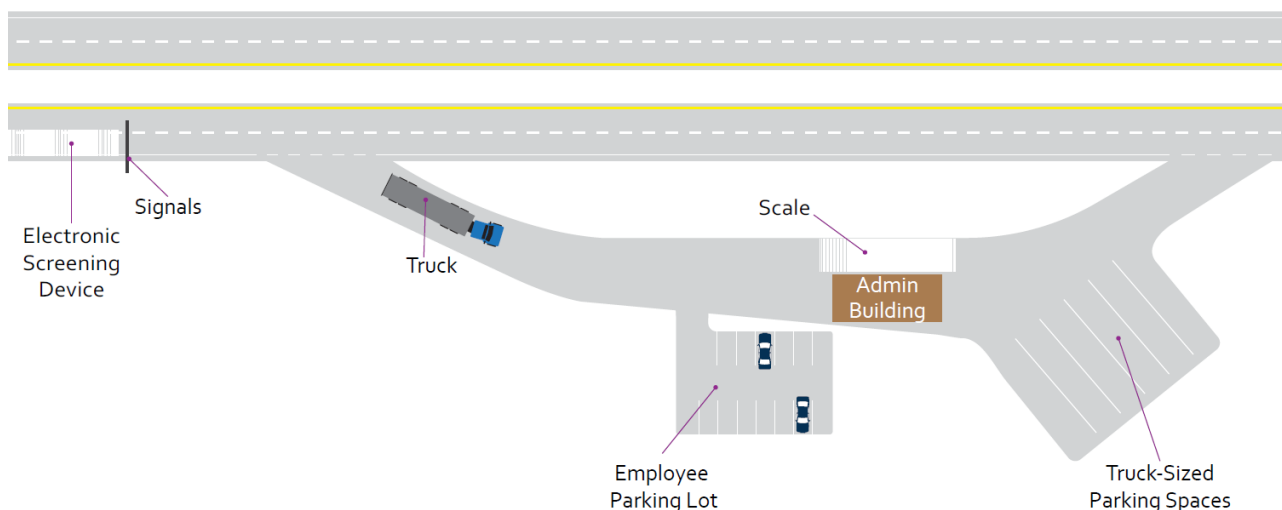 Signals
Electronic
Screening
Device
Truck
Scale
Admin
Building
Employee
Parking Lot
Truck-Sized
Parking Spaces